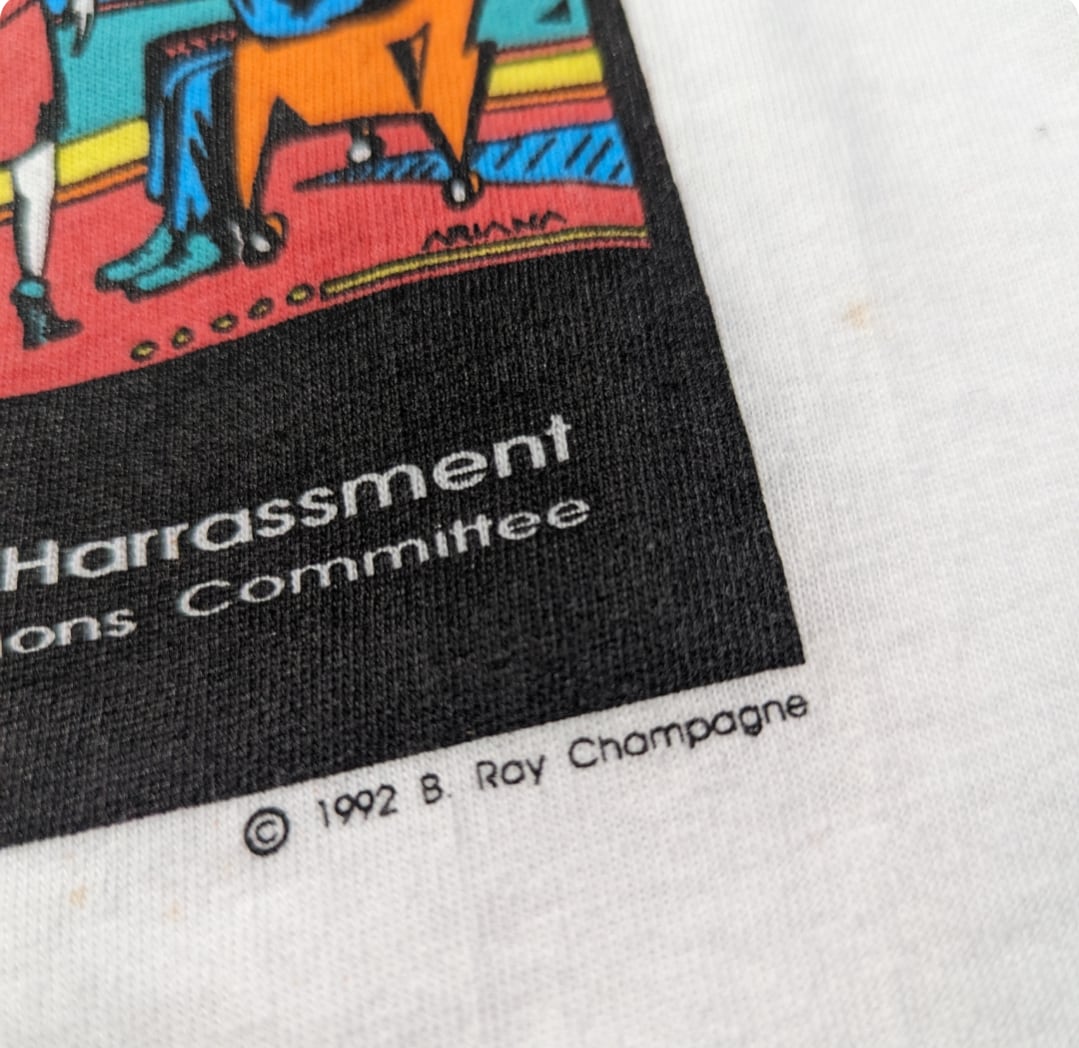 ARIANA
Harrassment
ions Committee
© 1992 B. Roy Champagne